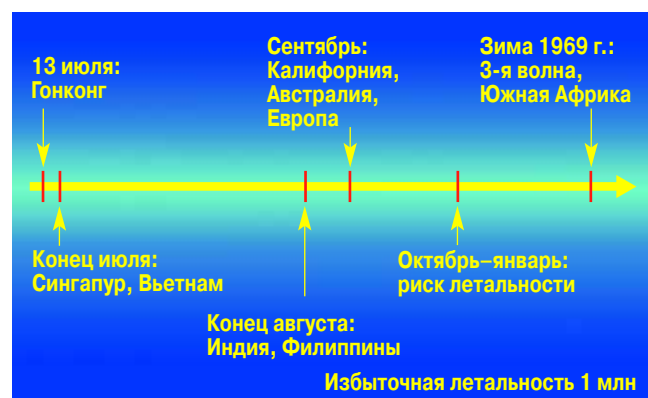 13 июля:
Гонконг
Сентябрь:
Калифорния,
Австралия,
Европа
Зима 1969 г.:
3-я волна,
Южная Африка
Конец июля:
Сингапур, Вьетнам
Конец августа:
Индия, Филиппины
Октябрь–январь:
риск летальности
Избыточная летальность 1 млн